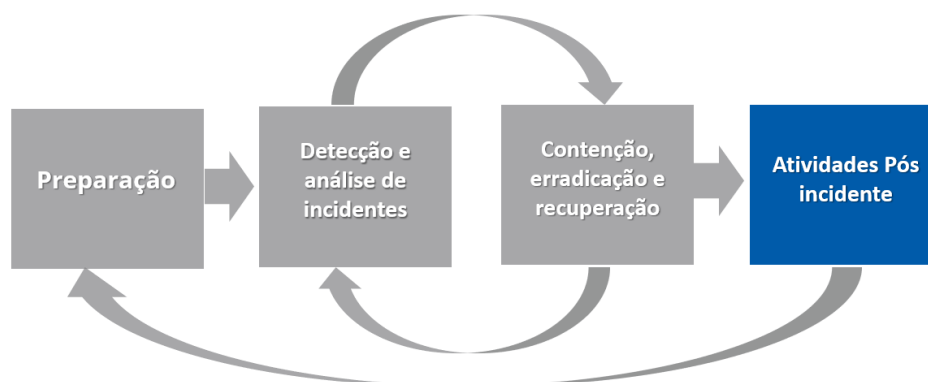 Preparação
Detecção e
análise de
incidentes
Contenção,
erradicação e
recuperação
Atividades Pós
incidente